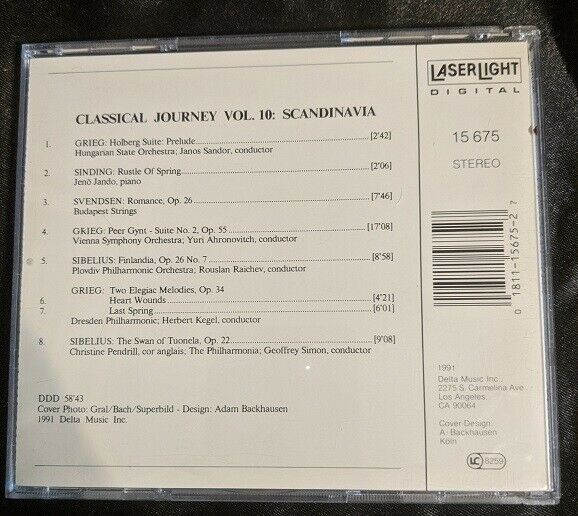 CLASSICAL JOURNEY VOL. 10: SCANDINAVIA
1. GRIEG: Holberg Suite: Prelude [2'42]
Hungarian State Orchestra; Janos Sandor, conductor
2. SINDING: Rustle Of Spring [2'06]
Jenö Jandó, piano
3. SVENDSEN: Romance, Op. 26 [7'46]
Budapest Strings
4. GRIEG: Peer Gynt - Suite No. 2, Op. 55 [17'08]
Vienna Symphony Orchestra; Yuri Ahronovitch, conductor
5. SIBELIUS: Finlandia, Op. 26 No. 7 [8'58]
Plovdiv Philharmonic Orchestra; Rouslan Raichev, conductor
GRIEG: Two Elegiac Melodies, Op. 34
6. Heart Wounds [4'21]
7. Last Spring [6'01]
Dresden Philharmonic; Herbert Kegel, conductor
8. SIBELIUS: The Swan of Tuonela, Op. 22 [9'08]
Christine Pendrill, cor anglais; The Philharmonia; Geoffrey Simon, conductor
DDD 58'43
Cover Photo: Gral/Bach/Superbild - Design: Adam Backhausen
1991 Delta Music Inc.
LASERLIGHT
DIGITAL
15 675
STEREO
0 18111-15675-2 7
1991
Delta Music Inc.
2275 S. Carmelina Ave.
Los Angeles,
CA 90064
Cover Design:
A. Backhausen
Köln
LC 8259